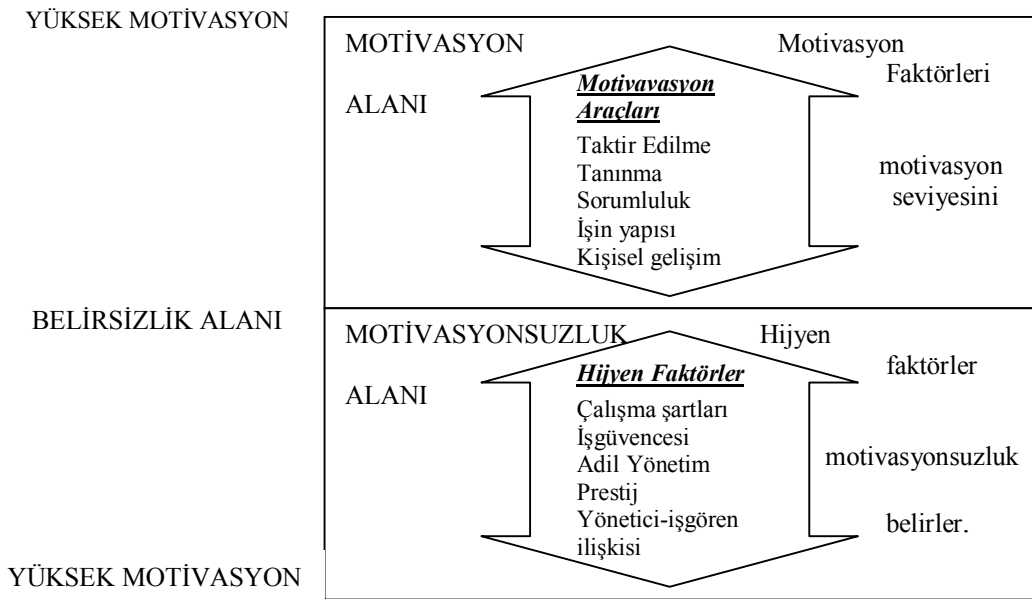 YÜKSEK MOTİVASYON
MOTİVASYON
ALANI
Motivavasyon
Araçları
Taktir Edilme
Tanınma
Sorumluluk
İşin yapısı
Kişisel gelişim
Motivasyon
Faktörleri
motivasyon
seviyesini
BELİRSİZLİK ALANI
MOTİVASYONSUZLUK
ALANI
Hijyen Faktörler
Çalışma şartları
İşgüvencesi
Adil Yönetim
Prestij
Yönetici-işgören
ilişkisi
Hijyen
faktörler
motivasyonsuzluk
belirler.
YÜKSEK MOTİVASYON